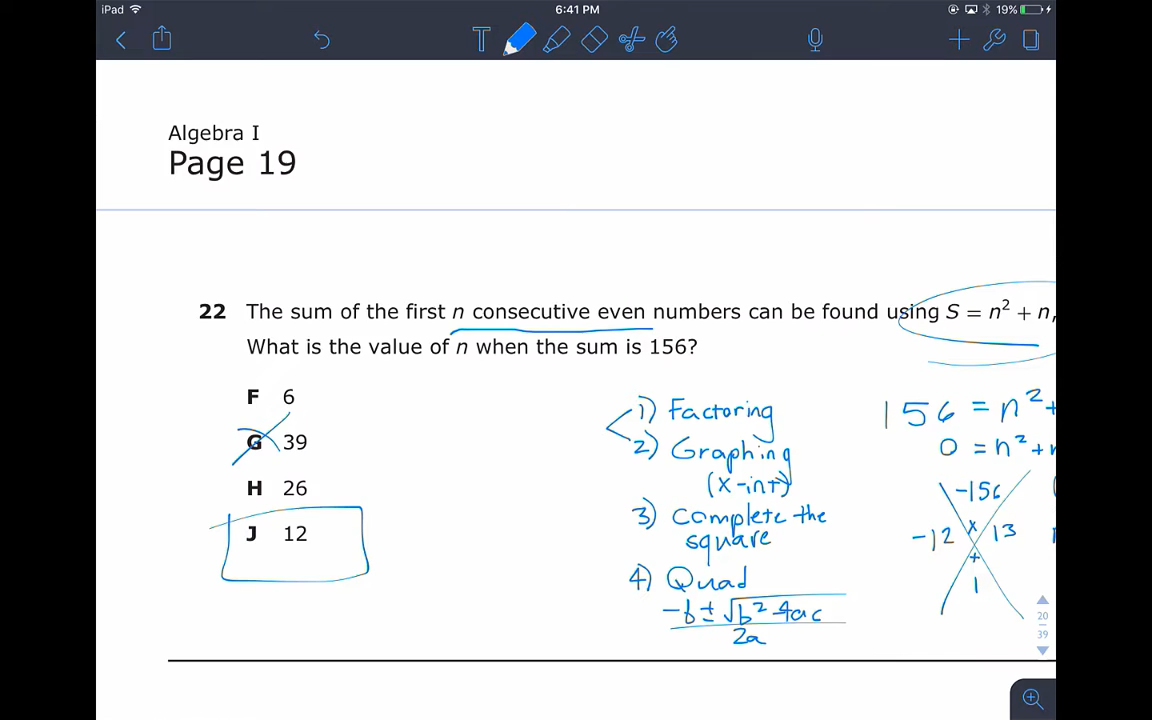 iPad 6:41 PM 19%
T
Algebra I
Page 19
22 The sum of the first n consecutive even numbers can be found using S = n² + n,
What is the value of n when the sum is 156?
F 6
G 39
H 26
J 12
1) Factoring
2) Graphing
(x-int)
3) Complete the
square
4) Quad
-b ± √b² - 4ac
2a
156 = n² +
0 = n² +
-156
-12 x 13
+
1
20
39